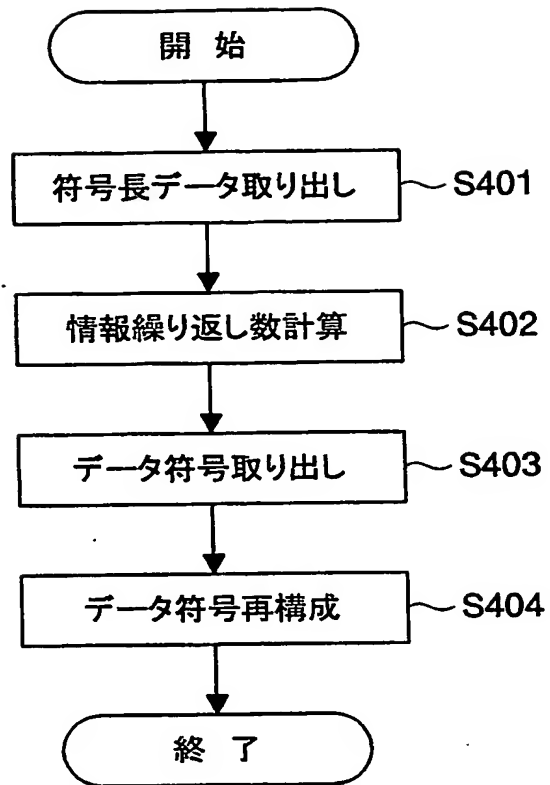 開 始
符号長データ取り出し S401
情報繰り返し数計算 S402
データ符号取り出し S403
データ符号再構成 S404
終 了